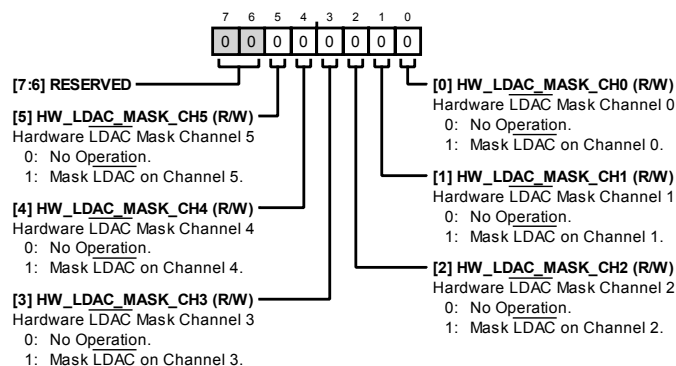 7 6 5 4 3 2 1 0
0 0 0 0 0 0 0 0
[7:6] RESERVED
[5] HW_LDAC_MASK_CH5 (R/W)
Hardware LDAC Mask Channel 5
0: No Operation.
1: Mask LDAC on Channel 5.
[4] HW_LDAC_MASK_CH4 (R/W)
Hardware LDAC Mask Channel 4
0: No Operation.
1: Mask LDAC on Channel 4.
[3] HW_LDAC_MASK_CH3 (R/W)
Hardware LDAC Mask Channel 3
0: No Operation.
1: Mask LDAC on Channel 3.
[0] HW_LDAC_MASK_CH0 (R/W)
Hardware LDAC Mask Channel 0
0: No Operation.
1: Mask LDAC on Channel 0.
[1] HW_LDAC_MASK_CH1 (R/W)
Hardware LDAC Mask Channel 1
0: No Operation.
1: Mask LDAC on Channel 1.
[2] HW_LDAC_MASK_CH2 (R/W)
Hardware LDAC Mask Channel 2
0: No Operation.
1: Mask LDAC on Channel 2.